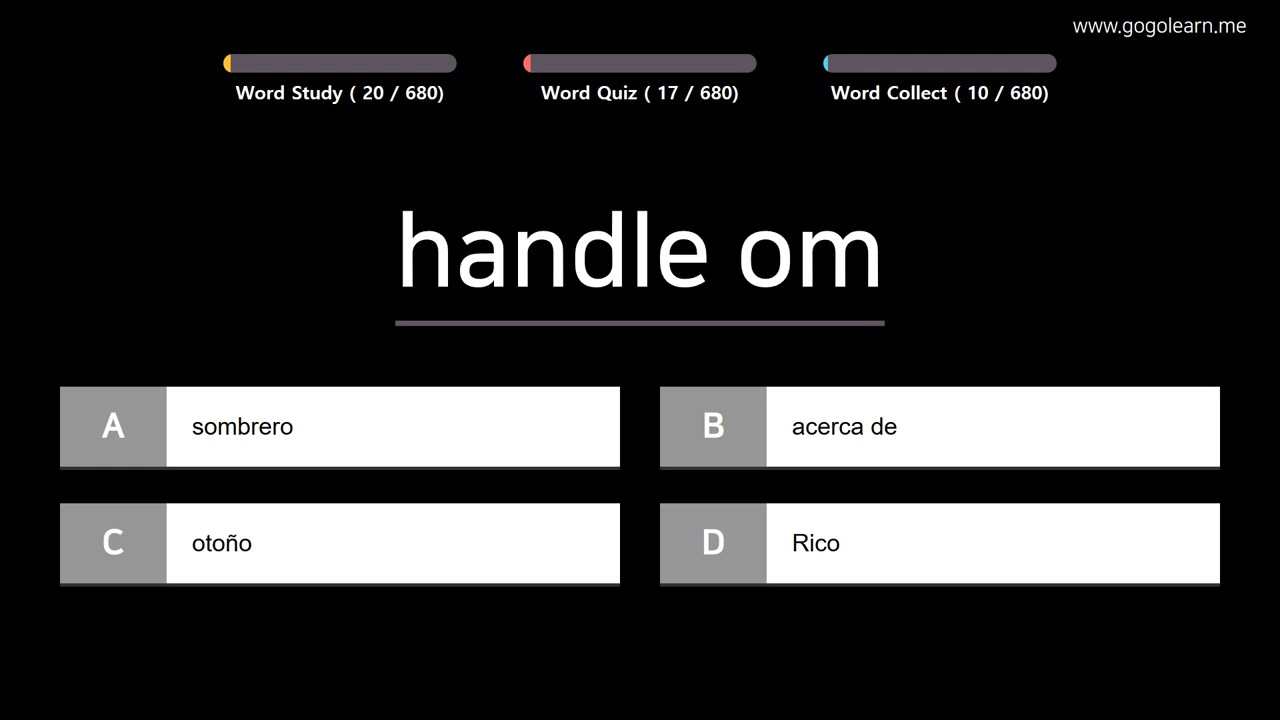 www.gogolearn.me
Word Study ( 20 / 680)
Word Quiz ( 17 / 680)
Word Collect ( 10 / 680)
handle om
A sombrero
B acerca de
C otoño
D Rico